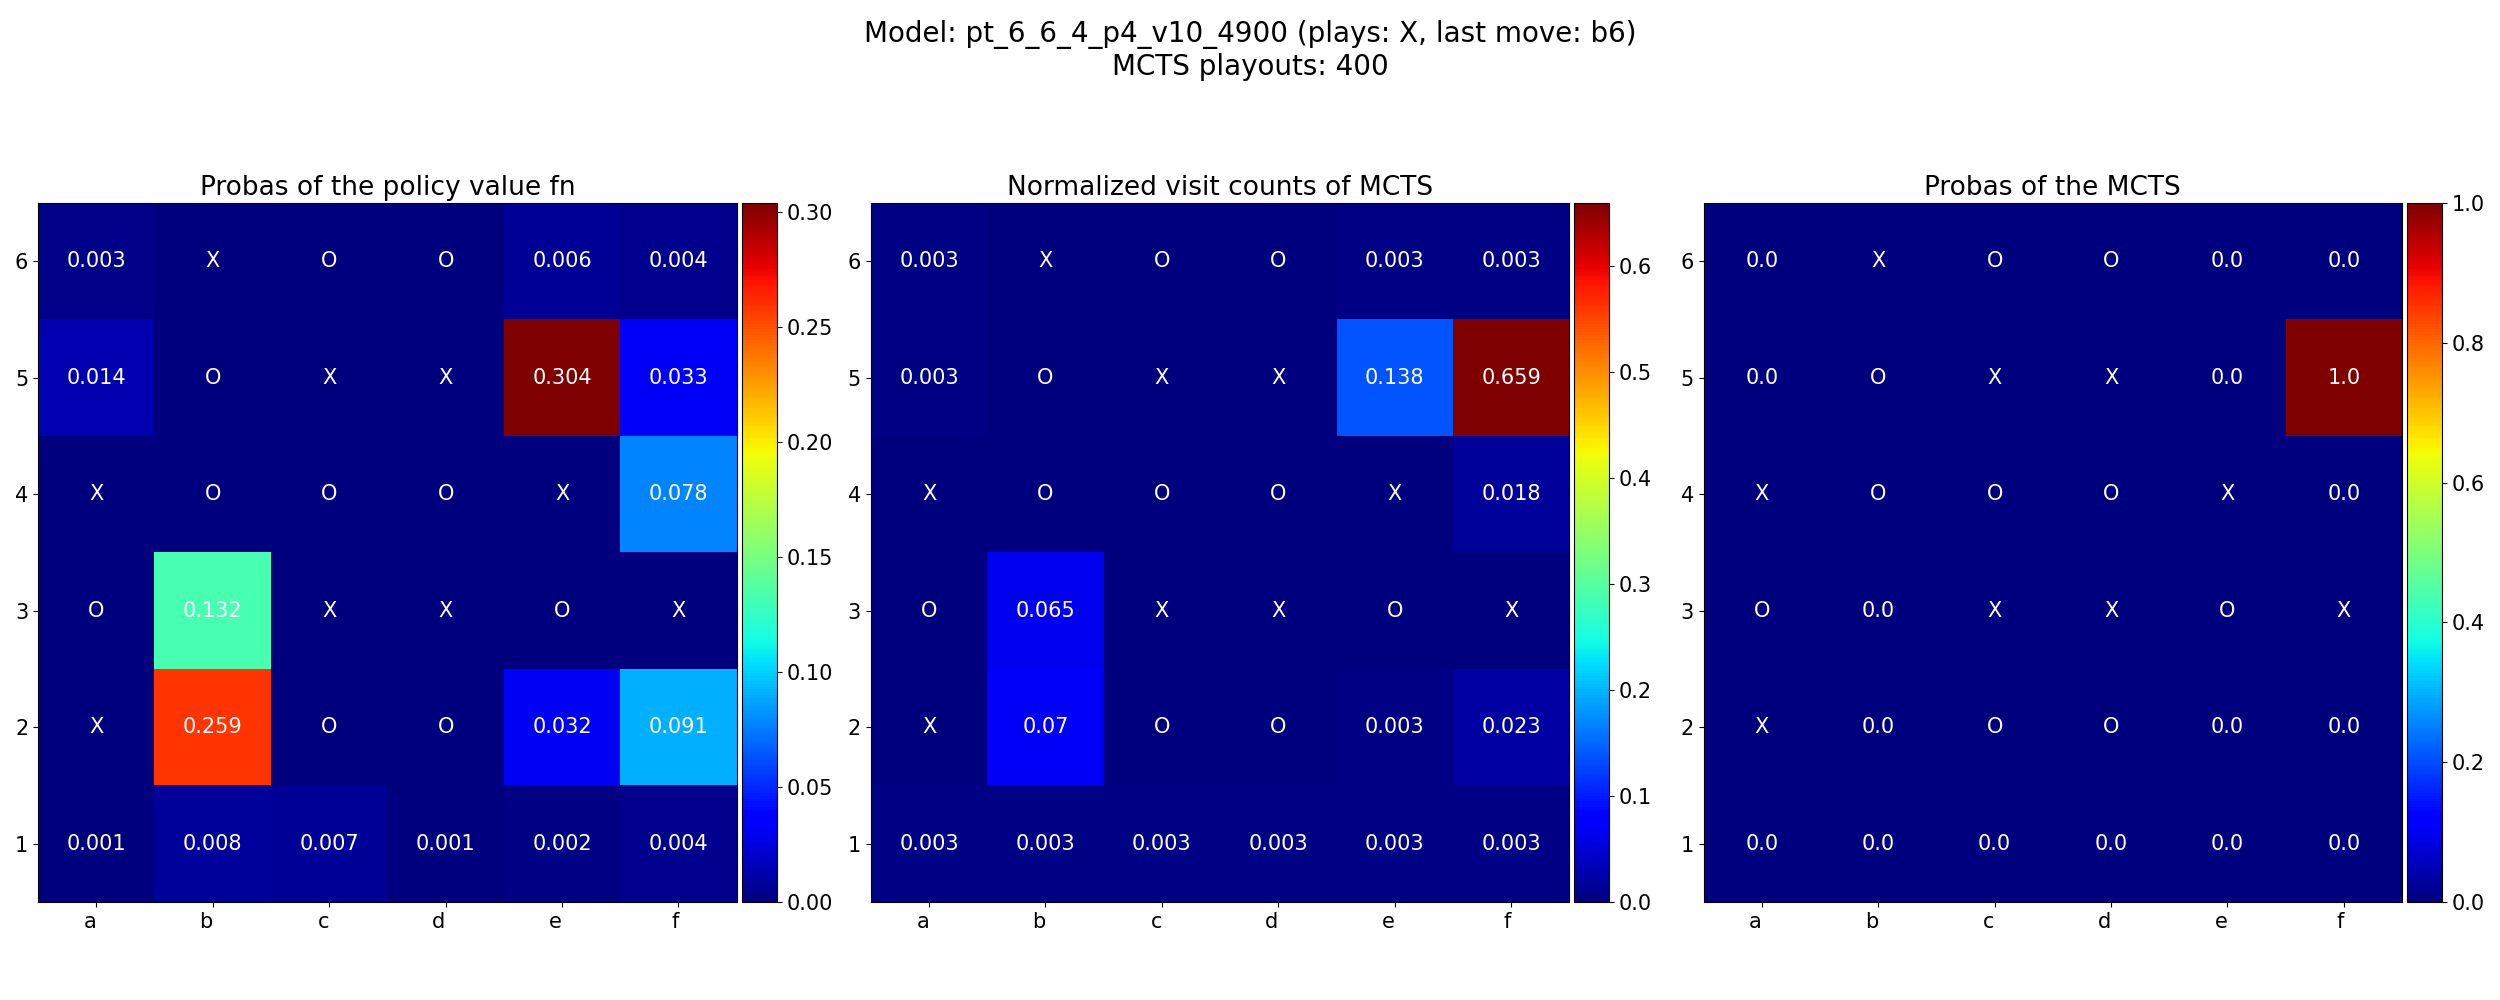 Model: pt_6_6_4_p4_v10_4900 (plays: X, last move: b6)
MCTS playouts: 400
Probas of the policy value fn
6 0.003 X O O 0.006 0.004
5 0.014 O X X 0.304 0.033
4 X O O O X 0.078
3 O 0.132 X X O X
2 X 0.259 O O 0.032 0.091
1 0.001 0.008 0.007 0.001 0.002 0.004
a b c d e f
0.30
0.25
0.20
0.15
0.10
0.05
0.00
Normalized visit counts of MCTS
6 0.003 X O O 0.003 0.003
5 0.003 O X X 0.138 0.659
4 X O O O X 0.018
3 O 0.065 X X O X
2 X 0.07 O O 0.003 0.023
1 0.003 0.003 0.003 0.003 0.003 0.003
a b c d e f
0.6
0.5
0.4
0.3
0.2
0.1
0.0
Probas of the MCTS
6 0.0 X O O 0.0 0.0
5 0.0 O X X 0.0 1.0
4 X O O O X 0.0
3 O 0.0 X X O X
2 X 0.0 O O 0.0 0.0
1 0.0 0.0 0.0 0.0 0.0 0.0
a b c d e f
1.0
0.8
0.6
0.4
0.2
0.0